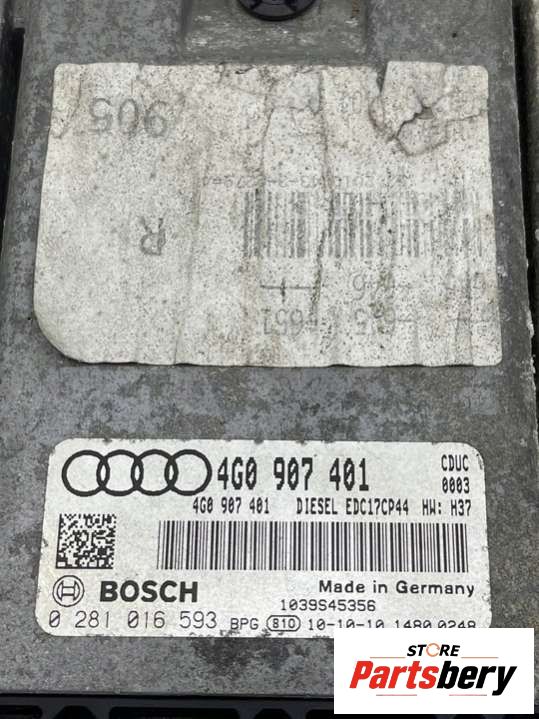 905
R
4G0 907 401
CDUC
0003
4G0 907 401 DIESEL EDC17CP44 HW: H37
BOSCH
Made in Germany
1039S45356
0 281 016 593 BPG 810 10-10-10 1480 0248
STORE
Partsbery